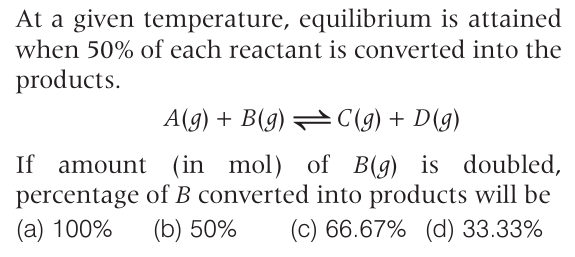 At a given temperature, equilibrium is attained
when 50% of each reactant is converted into the
products.
A(g) + B(g) ⇌ C(g) + D(g)
If amount (in mol) of B(g) is doubled,
percentage of B converted into products will be
(a) 100% (b) 50% (c) 66.67% (d) 33.33%